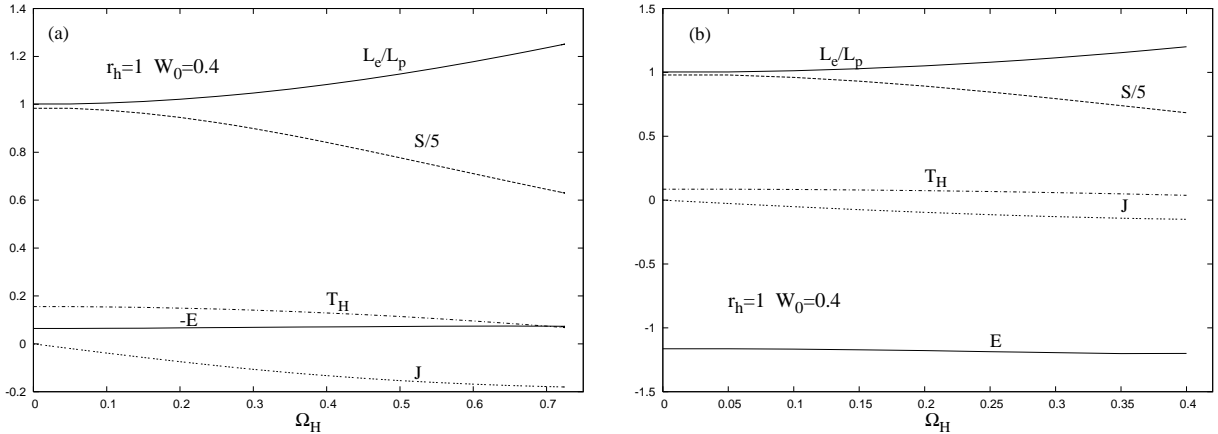 (a)
L_e/L_p
r_h=1 W_0=0.4
S/5
T_H
-E
J
1.4
1.2
1
0.8
0.6
0.4
0.2
0
-0.2
0 0.1 0.2 0.3 0.4 0.5 0.6 0.7
Ω_H
(b)
L_e/L_p
S/5
T_H
J
r_h=1 W_0=0.4
E
1.5
1
0.5
0
-0.5
-1
-1.5
0 0.05 0.1 0.15 0.2 0.25 0.3 0.35 0.4
Ω_H